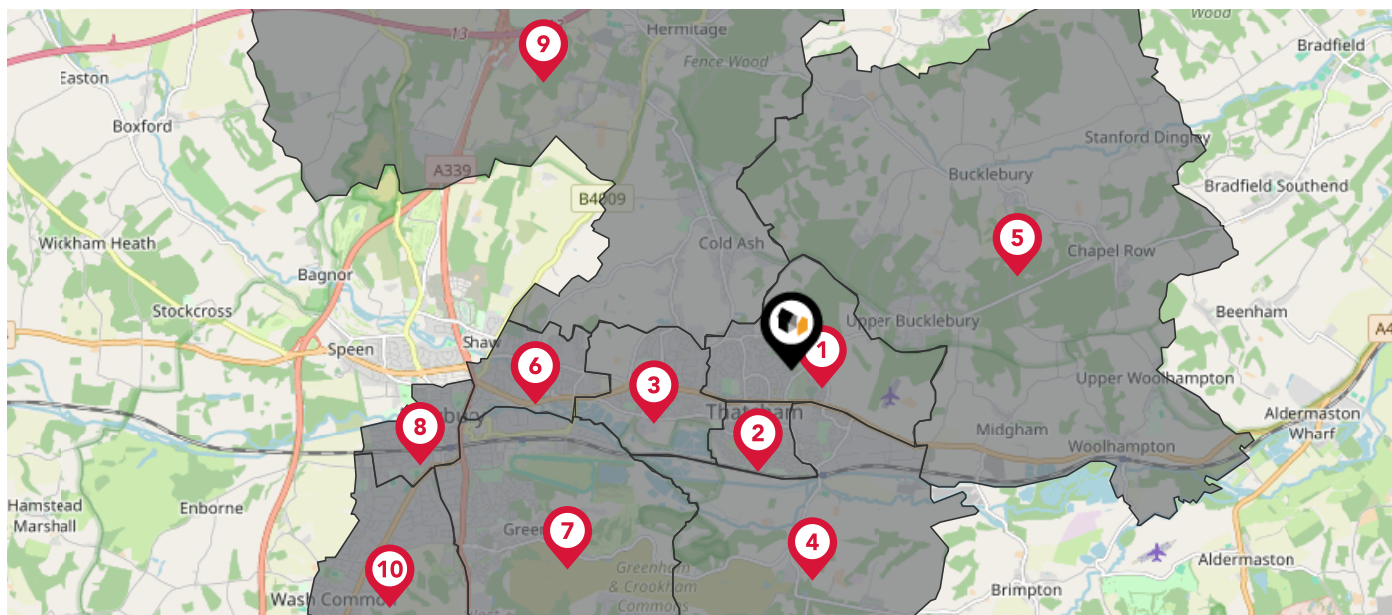 Wood
13
13
9
Hermitage
Bradfield
Fence Wood
Easton
Boxford
Stanford Dingley
A339
Bucklebury
Bradfield Southend
B4009
5
Wickham Heath
Cold Ash
Chapel Row
Bagnor
Stockcross
Beenham
Upper Bucklebury
A4
Speen
Shaw
1
6
3
Upper Woolhampton
Thatcham
8
2
Midgham
Woolhampton
Aldermaston
Wharf
Hamstead
Marshall
Enborne
7
4
Greenham
& Crookham
Commons
Aldermaston
10
Brimpton
Wash Common